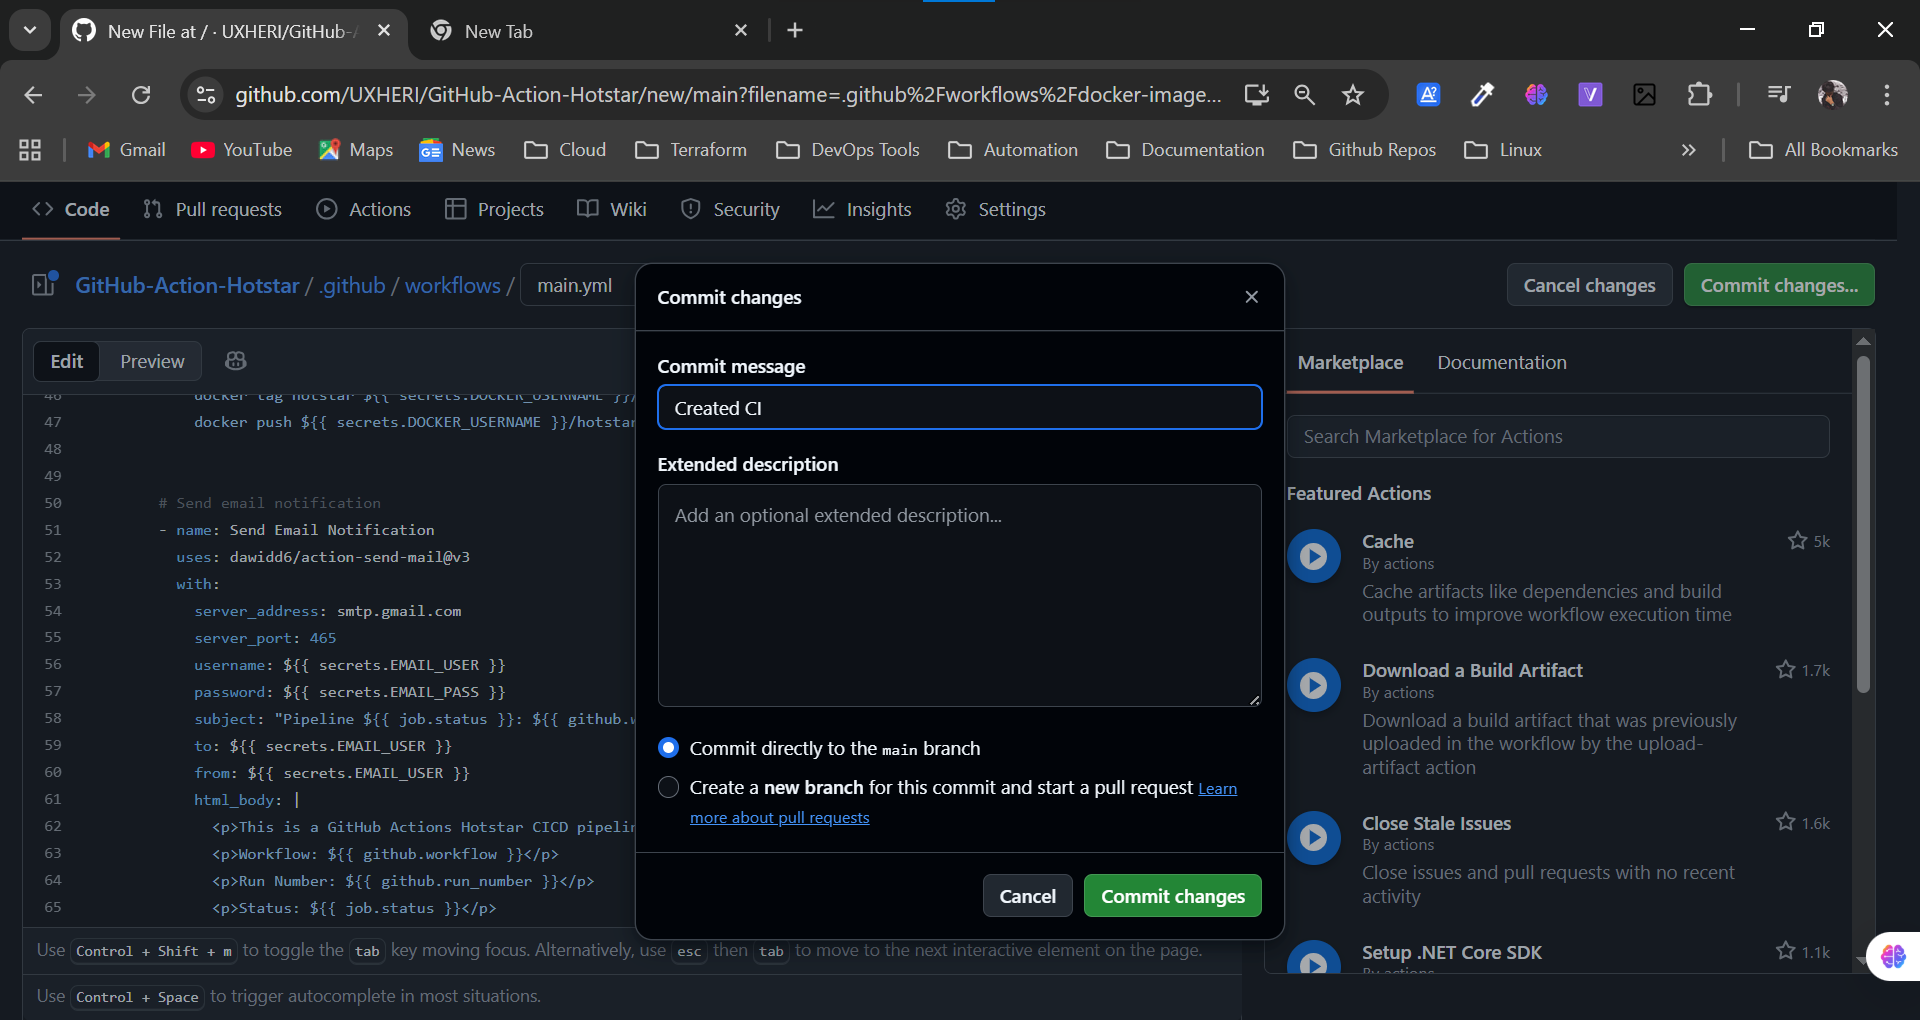 New File at / · UXHERI/GitHub-A
New Tab
github.com/UXHERI/GitHub-Action-Hotstar/new/main?filename=.github%2Fworkflows%2Fdocker-image...
Gmail
YouTube
Maps
News
Cloud
Terraform
DevOps Tools
Automation
Documentation
Github Repos
Linux
All Bookmarks
Code
Pull requests
Actions
Projects
Wiki
Security
Insights
Settings
GitHub-Action-Hotstar / .github / workflows / main.yml
Cancel changes
Commit changes...
Edit
Preview
46 docker tag hotstar ${{ secrets.DOCKER_USERNAME }}/
47 docker push ${{ secrets.DOCKER_USERNAME }}/hotstar
48
49
50 # Send email notification
51 - name: Send Email Notification
52 uses: dawidd6/action-send-mail@v3
53 with:
54 server_address: smtp.gmail.com
55 server_port: 465
56 username: ${{ secrets.EMAIL_USER }}
57 password: ${{ secrets.EMAIL_PASS }}
58 subject: "Pipeline ${{ job.status }}: ${{ github.w
59 to: ${{ secrets.EMAIL_USER }}
60 from: ${{ secrets.EMAIL_USER }}
61 html_body: |
62 <p>This is a GitHub Actions Hotstar CICD pipelin
63 <p>Workflow: ${{ github.workflow }}</p>
64 <p>Run Number: ${{ github.run_number }}</p>
65 <p>Status: ${{ job.status }}</p>
Use Control + Shift + m to toggle the tab key moving focus. Alternatively, use esc then tab to move to the next interactive element on the page.
Use Control + Space to trigger autocomplete in most situations.
Commit changes
Commit message
Created CI
Extended description
Add an optional extended description...
Commit directly to the main branch
Create a new branch for this commit and start a pull request Learn
more about pull requests
Cancel
Commit changes
Marketplace
Documentation
Search Marketplace for Actions
Featured Actions
Cache
5k
By actions
Cache artifacts like dependencies and build
outputs to improve workflow execution time
Download a Build Artifact
1.7k
By actions
Download a build artifact that was previously
uploaded in the workflow by the upload-
artifact action
Close Stale Issues
1.6k
By actions
Close issues and pull requests with no recent
activity
Setup .NET Core SDK
1.1k
By actions